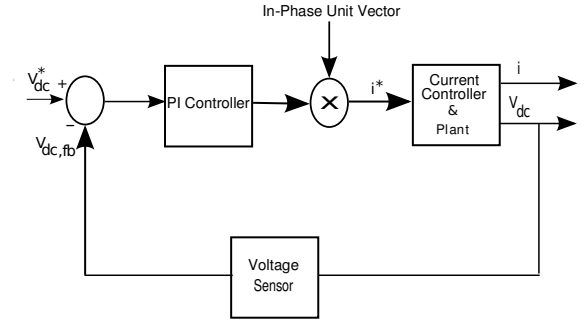 In-Phase Unit Vector
V*dc +
PI Controller
X
i*
Current
Controller
&
Plant
i
Vdc
−
Vdc,fb
Voltage
Sensor